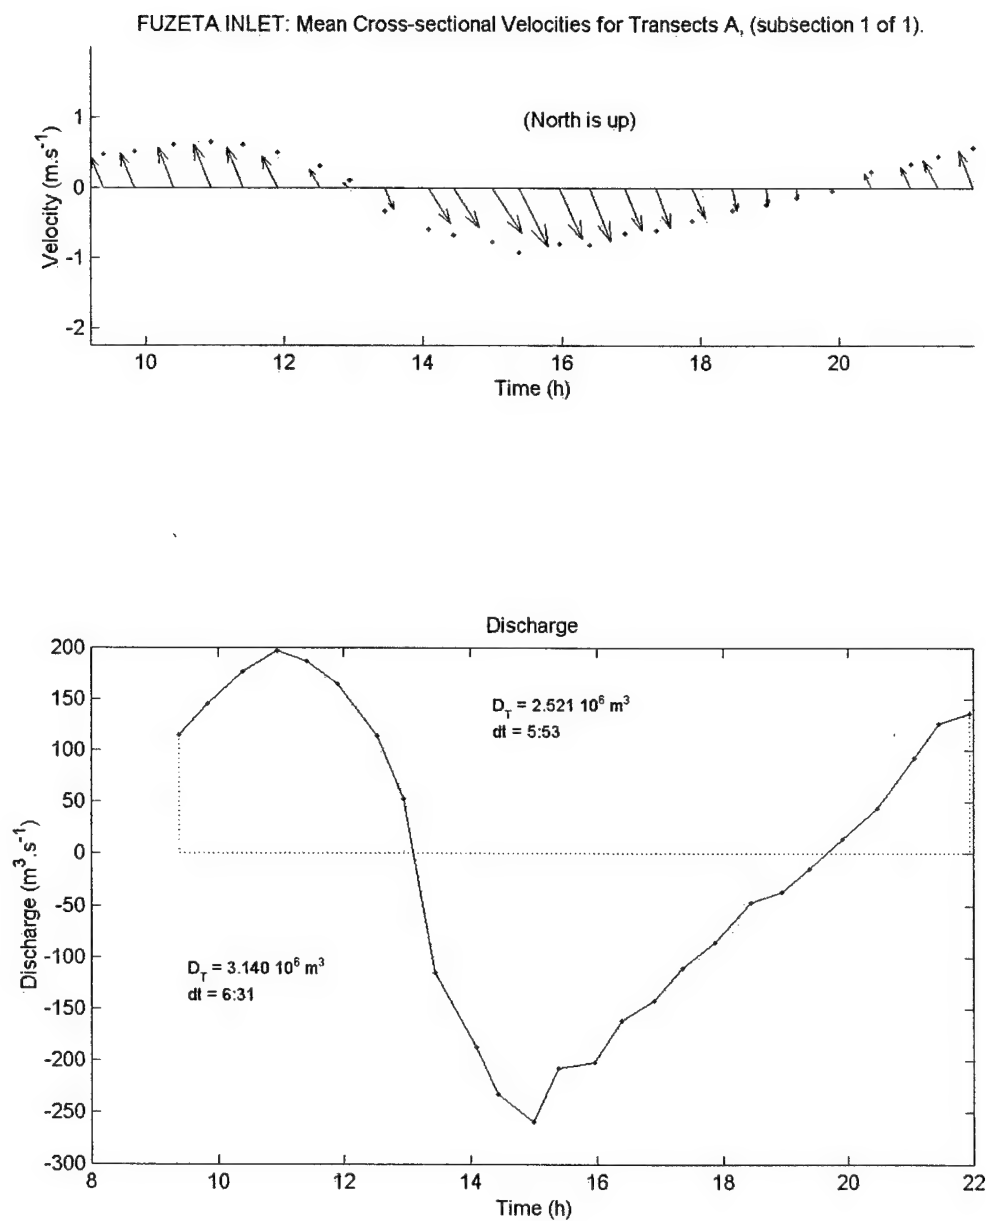 FUZETA INLET: Mean Cross-sectional Velocities for Transects A, (subsection 1 of 1).
(North is up)
Velocity (m.s⁻¹)
1
0
-1
-2
10 12 14 16 18 20
Time (h)
Discharge
Discharge (m³.s⁻¹)
200
150
100
50
0
-50
-100
-150
-200
-250
-300
D_T = 2.521 10⁶ m³
dt = 5:53
D_T = 3.140 10⁶ m³
dt = 6:31
8 10 12 14 16 18 20 22
Time (h)